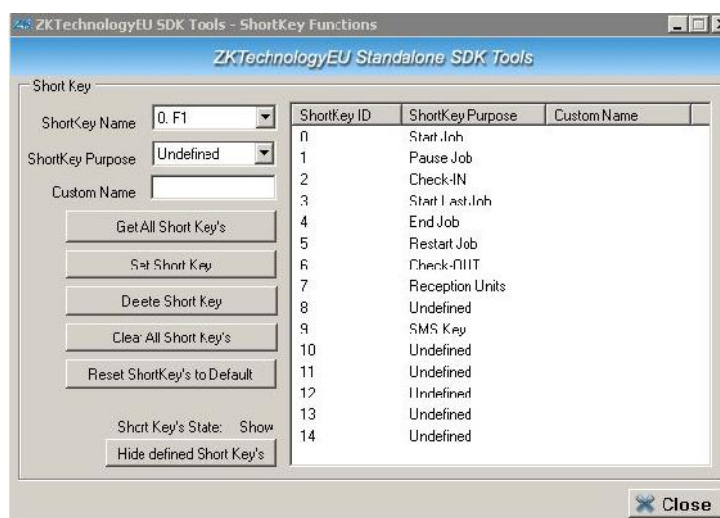 ZKTechnologyEU SDK Tools - ShortKey Functions
ZKTechnologyEU Standalone SDK Tools
Short Key
ShortKey Name
0. F1
ShortKey Purpose
Undefined
Custom Name
Get All Short Key's
Set Short Key
Delete Short Key
Clear All Short Key's
Reset ShortKey's to Default
Short Key's State: Show
Hide defined Short Key's
ShortKey ID ShortKey Purpose Custom Name
0 Start Job
1 Pause Job
2 Check-IN
3 Start Last Job
4 End Job
5 Restart Job
6 Check-OUT
7 Reception Units
8 Undefined
9 SMS Key
10 Undefined
11 Undefined
12 Undefined
13 Undefined
14 Undefined
Close